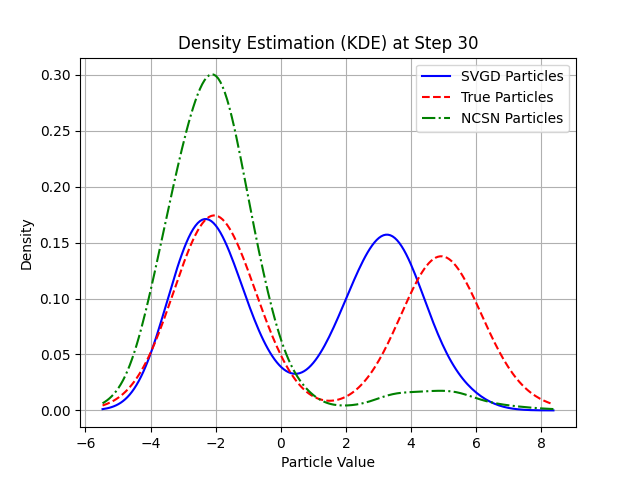 Density Estimation (KDE) at Step 30
SVGD Particles
True Particles
NCSN Particles
0.30
0.25
0.20
0.15
0.10
0.05
0.00
Density
−6 −4 −2 0 2 4 6 8
Particle Value